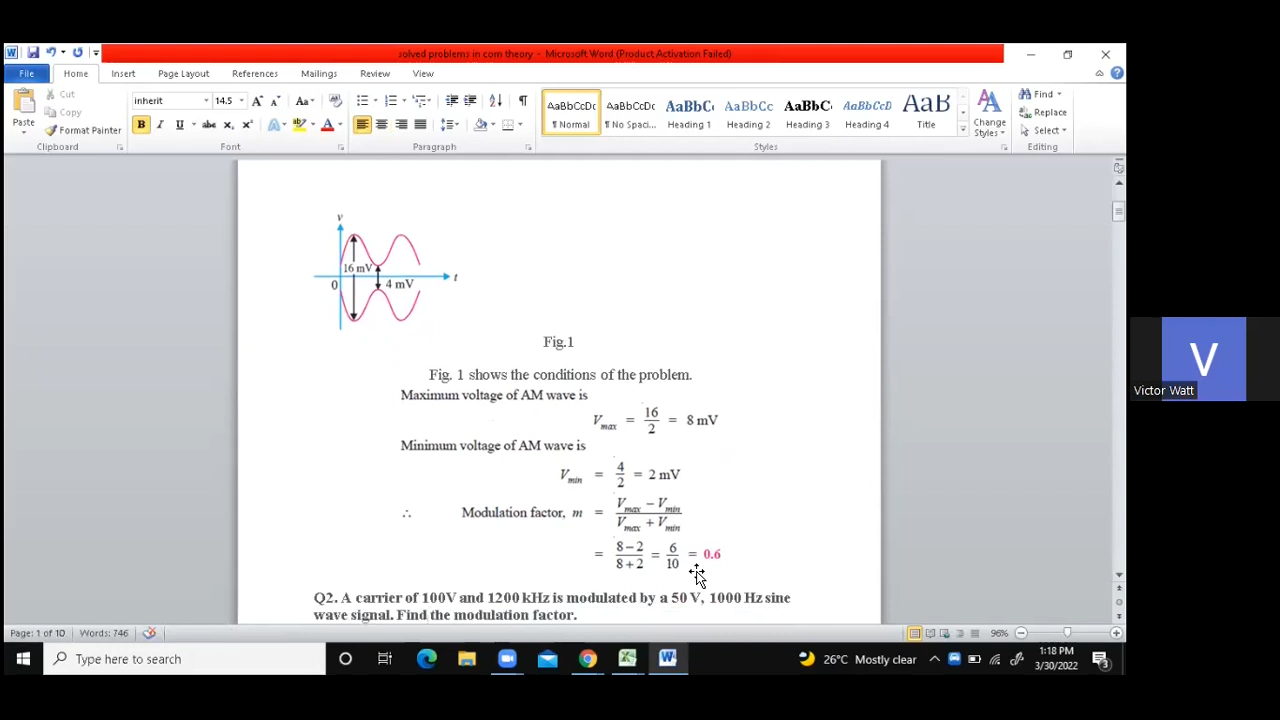 solved problems in com theory - Microsoft Word (Product Activation Failed)
File Home Insert Page Layout References Mailings Review View
Paste
Cut
Copy
Format Painter
Clipboard
inherit 14.5
B I U abc x₂ x² A
Font
Paragraph
AaBbCcDc AaBbCcDc AaBbC( AaBbCc AaBbC( AaBbCcD AaB
¶ Normal ¶ No Spaci... Heading 1 Heading 2 Heading 3 Heading 4 Title
Change Styles
Styles
Find
Replace
Select
Editing
v
16 mV
0
4 mV
t
Fig.1
Fig. 1 shows the conditions of the problem.
Maximum voltage of AM wave is
Vmax = 16/2 = 8 mV
Minimum voltage of AM wave is
Vmin = 4/2 = 2 mV
∴ Modulation factor, m = (Vmax − Vmin)/(Vmax + Vmin)
= (8−2)/(8+2) = 6/10 = 0.6
Q2. A carrier of 100V and 1200 kHz is modulated by a 50 V, 1000 Hz sine
wave signal. Find the modulation factor.
V
Victor Watt
Page: 1 of 10 Words: 746 96%
Type here to search
26°C Mostly clear
1:18 PM
3/30/2022
3